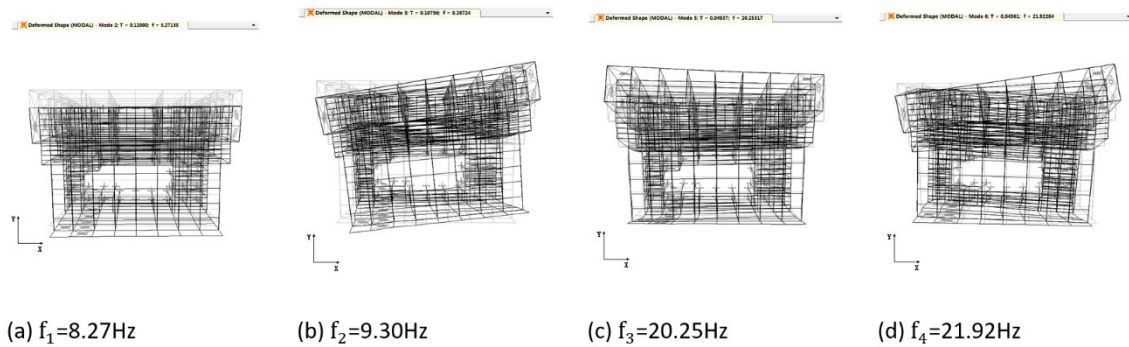 Deformed Shape (MODAL) - Mode 2; T = 0.12090; f = 8.27195
Deformed Shape (MODAL) - Mode 3; T = 0.10756; f = 9.29724
Deformed Shape (MODAL) - Mode 5; T = 0.04937; f = 20.25317
Deformed Shape (MODAL) - Mode 6; T = 0.04561; f = 21.92264
Y
X
Y
X
Y
X
Y
X
(a) f₁=8.27Hz
(b) f₂=9.30Hz
(c) f₃=20.25Hz
(d) f₄=21.92Hz